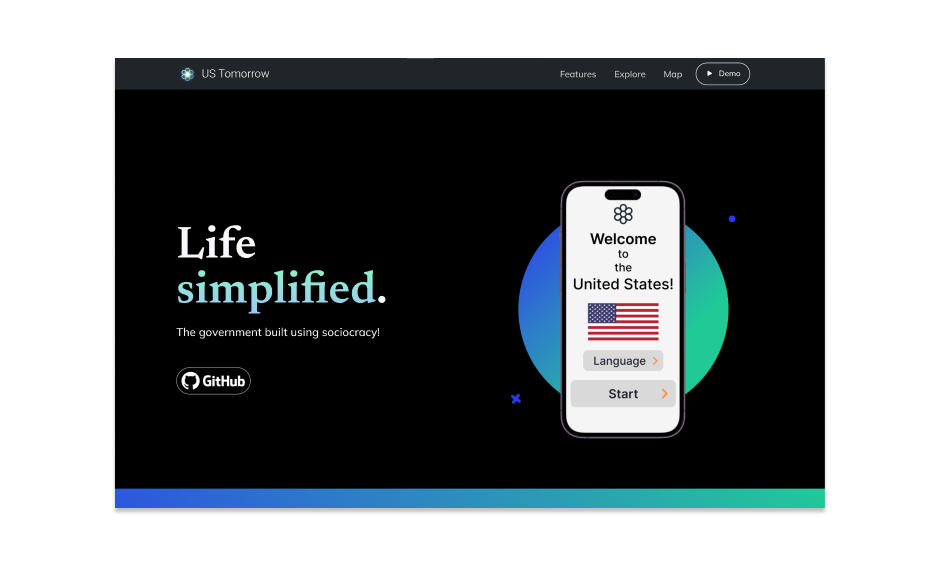 US Tomorrow
Features
Explore
Map
Demo
Life
simplified.
The government built using sociocracy!
GitHub
Welcome
to
the
United States!
Language
Start